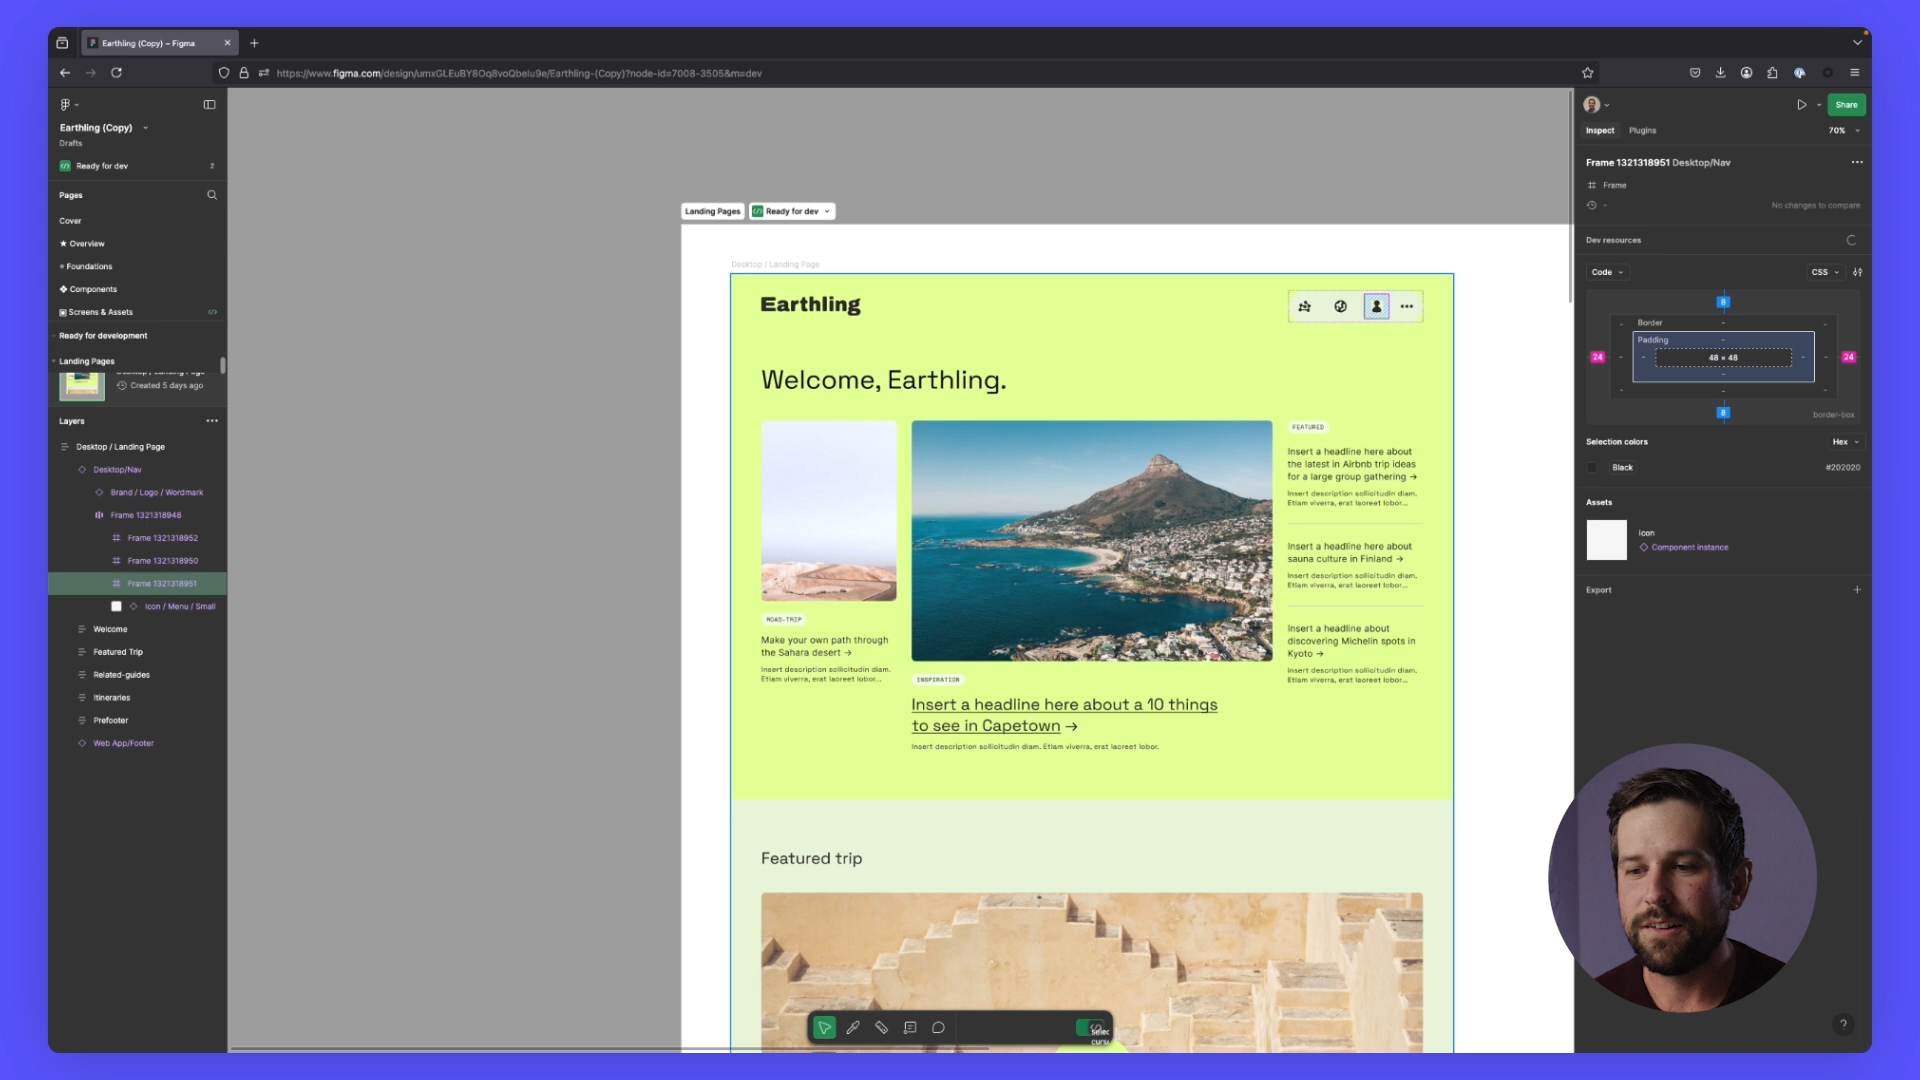 Earthling (Copy) – Figma
https://www.figma.com/design/umxGLEuBY8Oq8voQbelu9e/Earthling-(Copy)?node-id=7008-3505&m=dev
Earthling (Copy)
Drafts
Ready for dev
2
Pages
Cover
★ Overview
Foundations
❖ Components
Screens & Assets
Ready for development
Landing Pages
Created 5 days ago
Layers
Desktop / Landing Page
Desktop/Nav
Brand / Logo / Wordmark
Frame 1321318948
Frame 1321318952
Frame 1321318950
Frame 1321318951
Icon / Menu / Small
Welcome
Featured Trip
Related-guides
Itineraries
Prefooter
Web App/Footer
Landing Pages
Ready for dev
Desktop / Landing Page
Earthling
Welcome, Earthling.
ROAD-TRIP
Make your own path through
the Sahara desert →
Insert description sollicitudin diam.
Etiam viverra, erat laoreet lobor...
INSPIRATION
Insert a headline here about a 10 things
to see in Capetown →
Insert description sollicitudin diam. Etiam viverra, erat laoreet lobor.
FEATURED
Insert a headline here about
the latest in Airbnb trip ideas
for a large group gathering →
Insert description sollicitudin diam.
Etiam viverra, erat laoreet lobor...
Insert a headline here about
sauna culture in Finland →
Insert description sollicitudin diam.
Etiam viverra, erat laoreet lobor...
Insert a headline about
discovering Michelin spots in
Kyoto →
Insert description sollicitudin diam.
Etiam viverra, erat laoreet lobor...
Featured trip
Share
Inspect
Plugins
70%
Frame 1321318951 Desktop/Nav
Frame
-
No changes to compare
Dev resources
Code
CSS
8
Border
-
Padding
-
24
48 × 48
24
8
border-box
Selection colors
Hex
Black
#202020
Assets
Icon
Component instance
Export
?